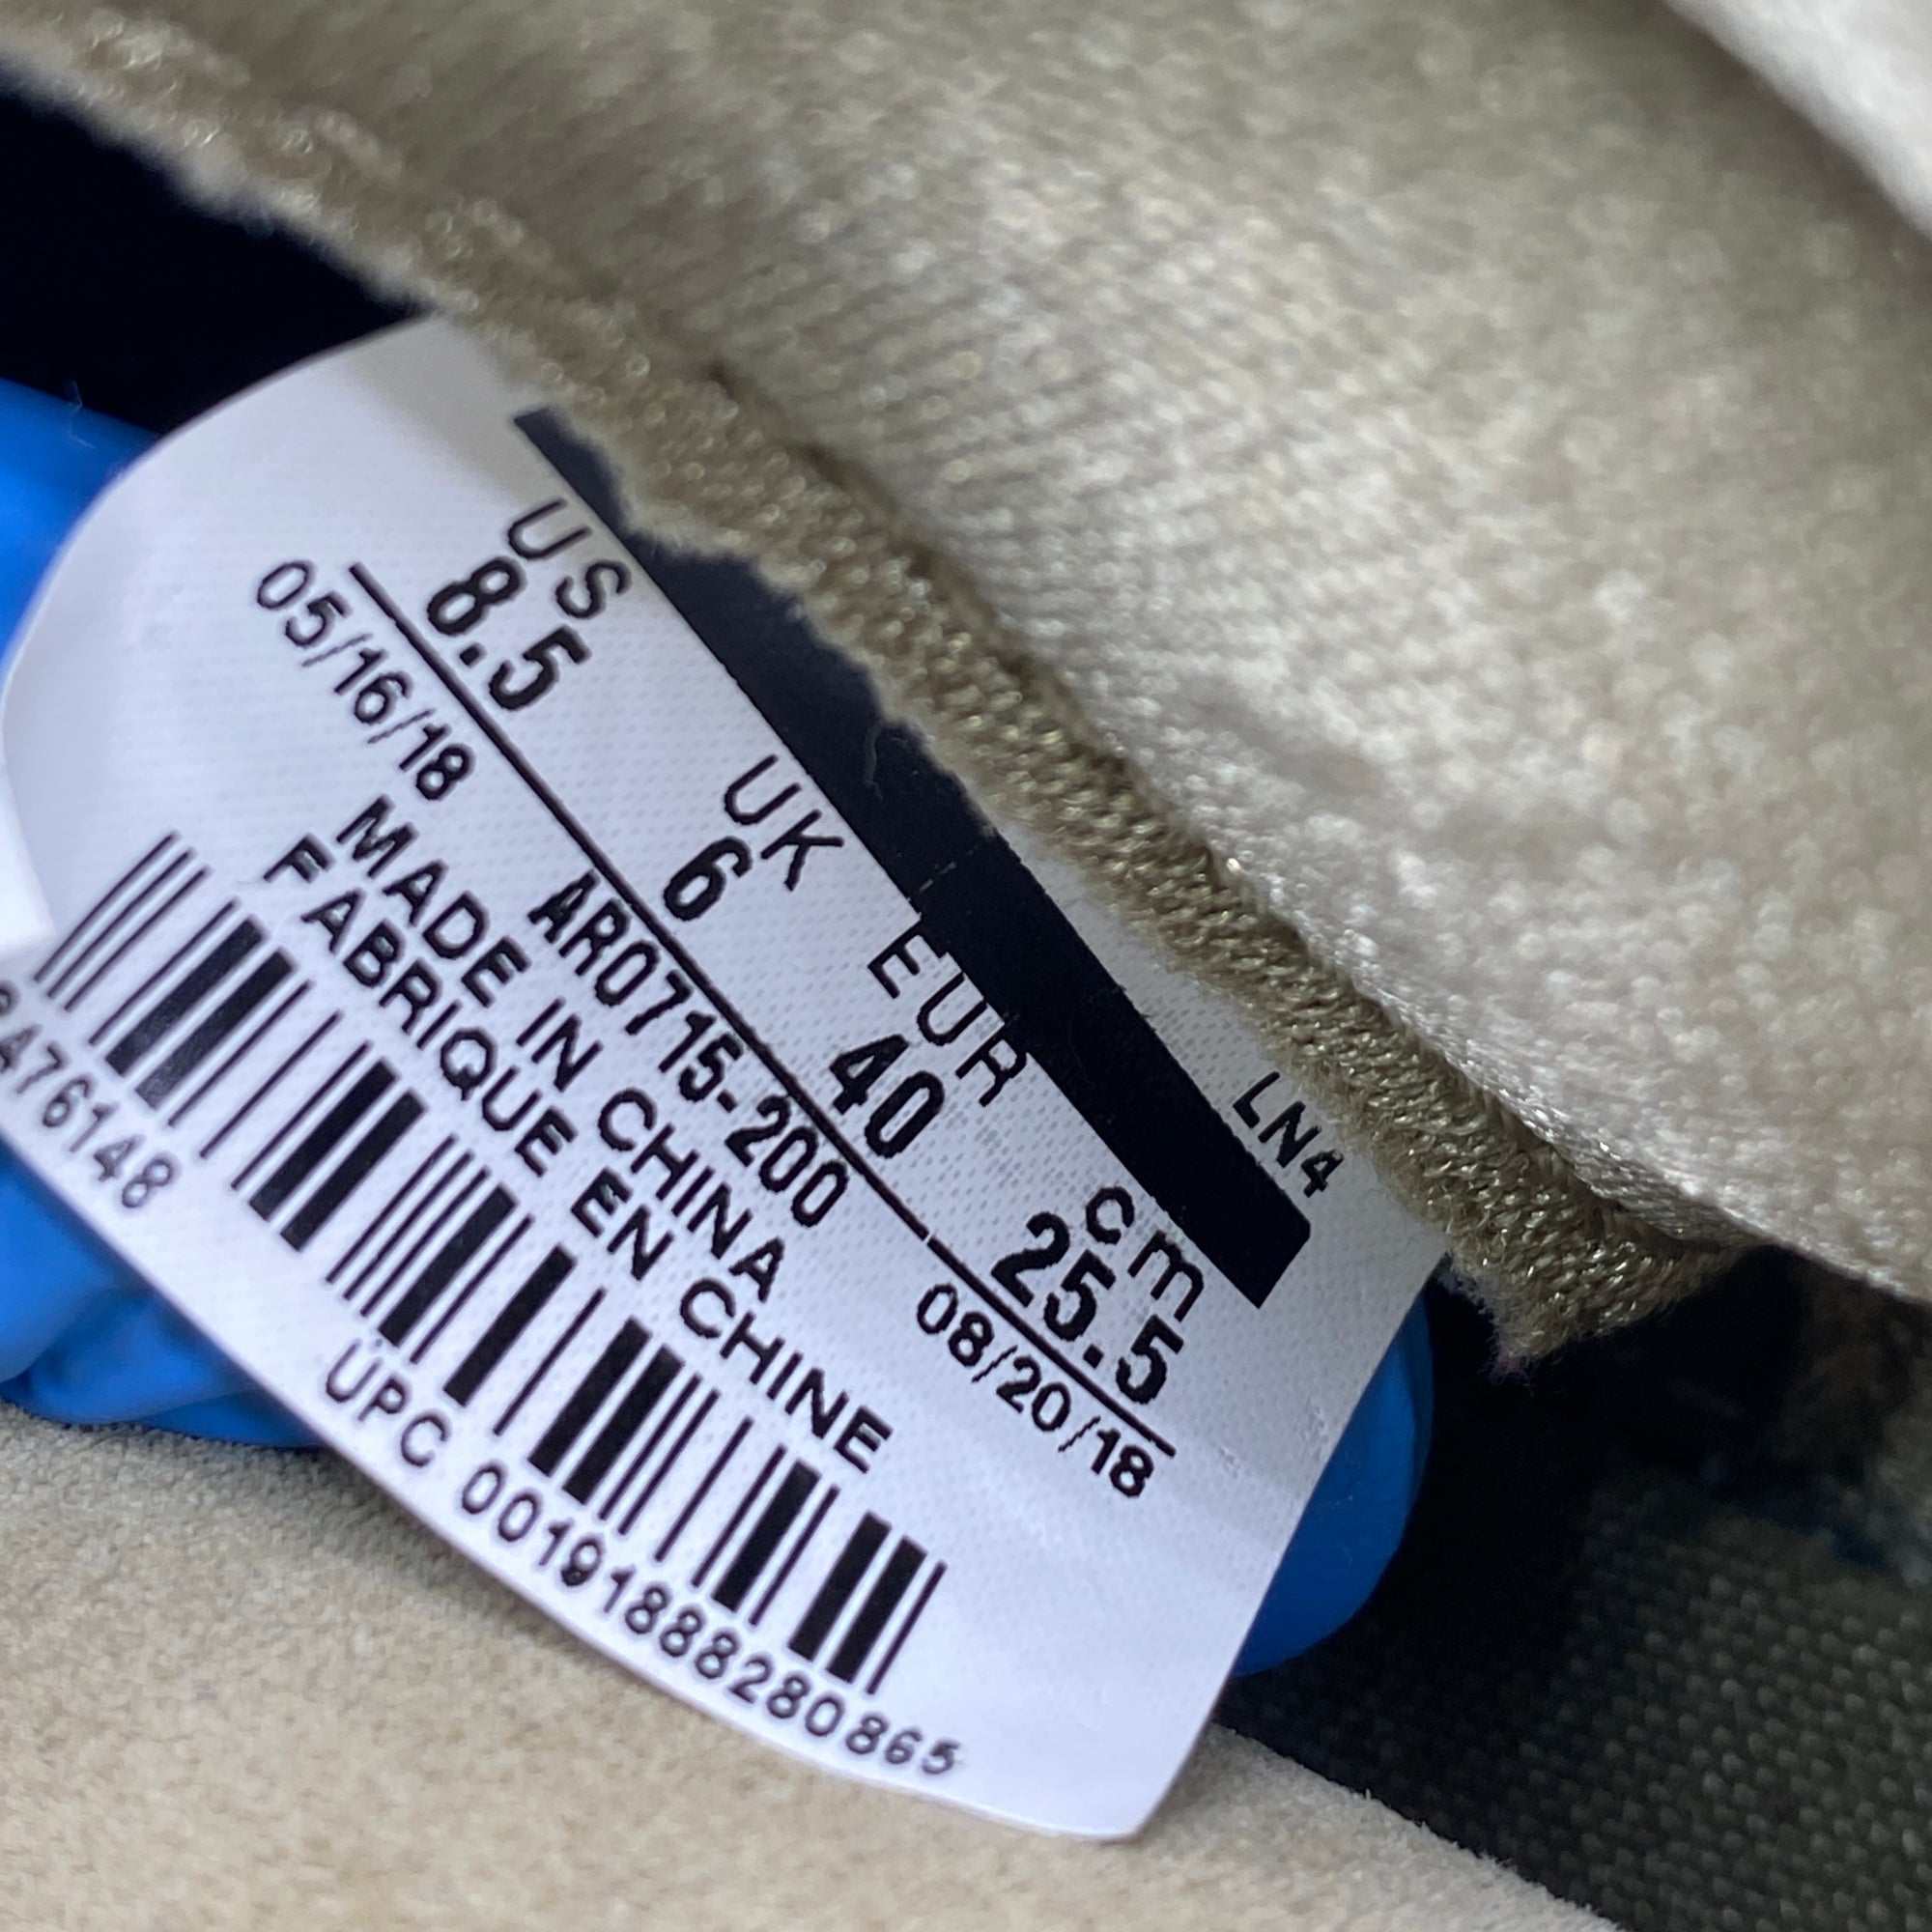 LN4
US UK EUR cm
8.5 6 40 25.5
05/16/18 AR0715-200 08/20/18
MADE IN CHINA
FABRIQUE EN CHINE
476148 UPC 00191888280865